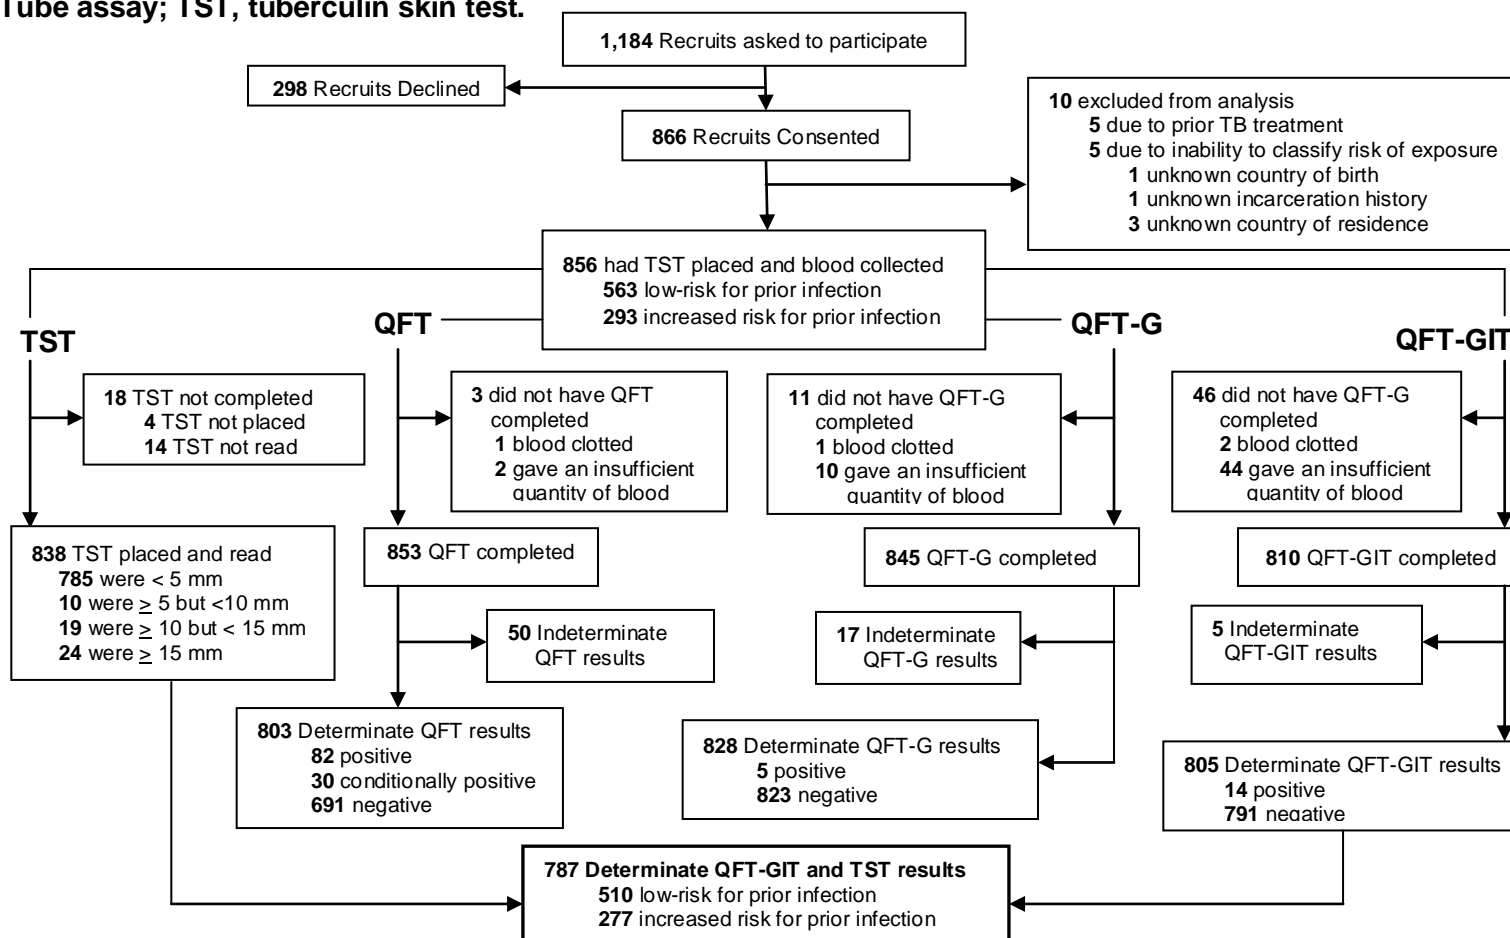 Tube assay; TST, tuberculin skin test.
1,184 Recruits asked to participate
298 Recruits Declined
866 Recruits Consented
10 excluded from analysis
5 due to prior TB treatment
5 due to inability to classify risk of exposure
1 unknown country of birth
1 unknown incarceration history
3 unknown country of residence
856 had TST placed and blood collected
563 low-risk for prior infection
293 increased risk for prior infection
TST
QFT
QFT-G
QFT-GIT
18 TST not completed
4 TST not placed
14 TST not read
3 did not have QFT
completed
1 blood clotted
2 gave an insufficient
quantity of blood
11 did not have QFT-G
completed
1 blood clotted
10 gave an insufficient
quantity of blood
46 did not have QFT-G
completed
2 blood clotted
44 gave an insufficient
quantity of blood
838 TST placed and read
785 were < 5 mm
10 were ≥ 5 but <10 mm
19 were ≥ 10 but < 15 mm
24 were ≥ 15 mm
853 QFT completed
845 QFT-G completed
810 QFT-GIT completed
50 Indeterminate
QFT results
17 Indeterminate
QFT-G results
5 Indeterminate
QFT-GIT results
803 Determinate QFT results
82 positive
30 conditionally positive
691 negative
828 Determinate QFT-G results
5 positive
823 negative
805 Determinate QFT-GIT results
14 positive
791 negative
787 Determinate QFT-GIT and TST results
510 low-risk for prior infection
277 increased risk for prior infection